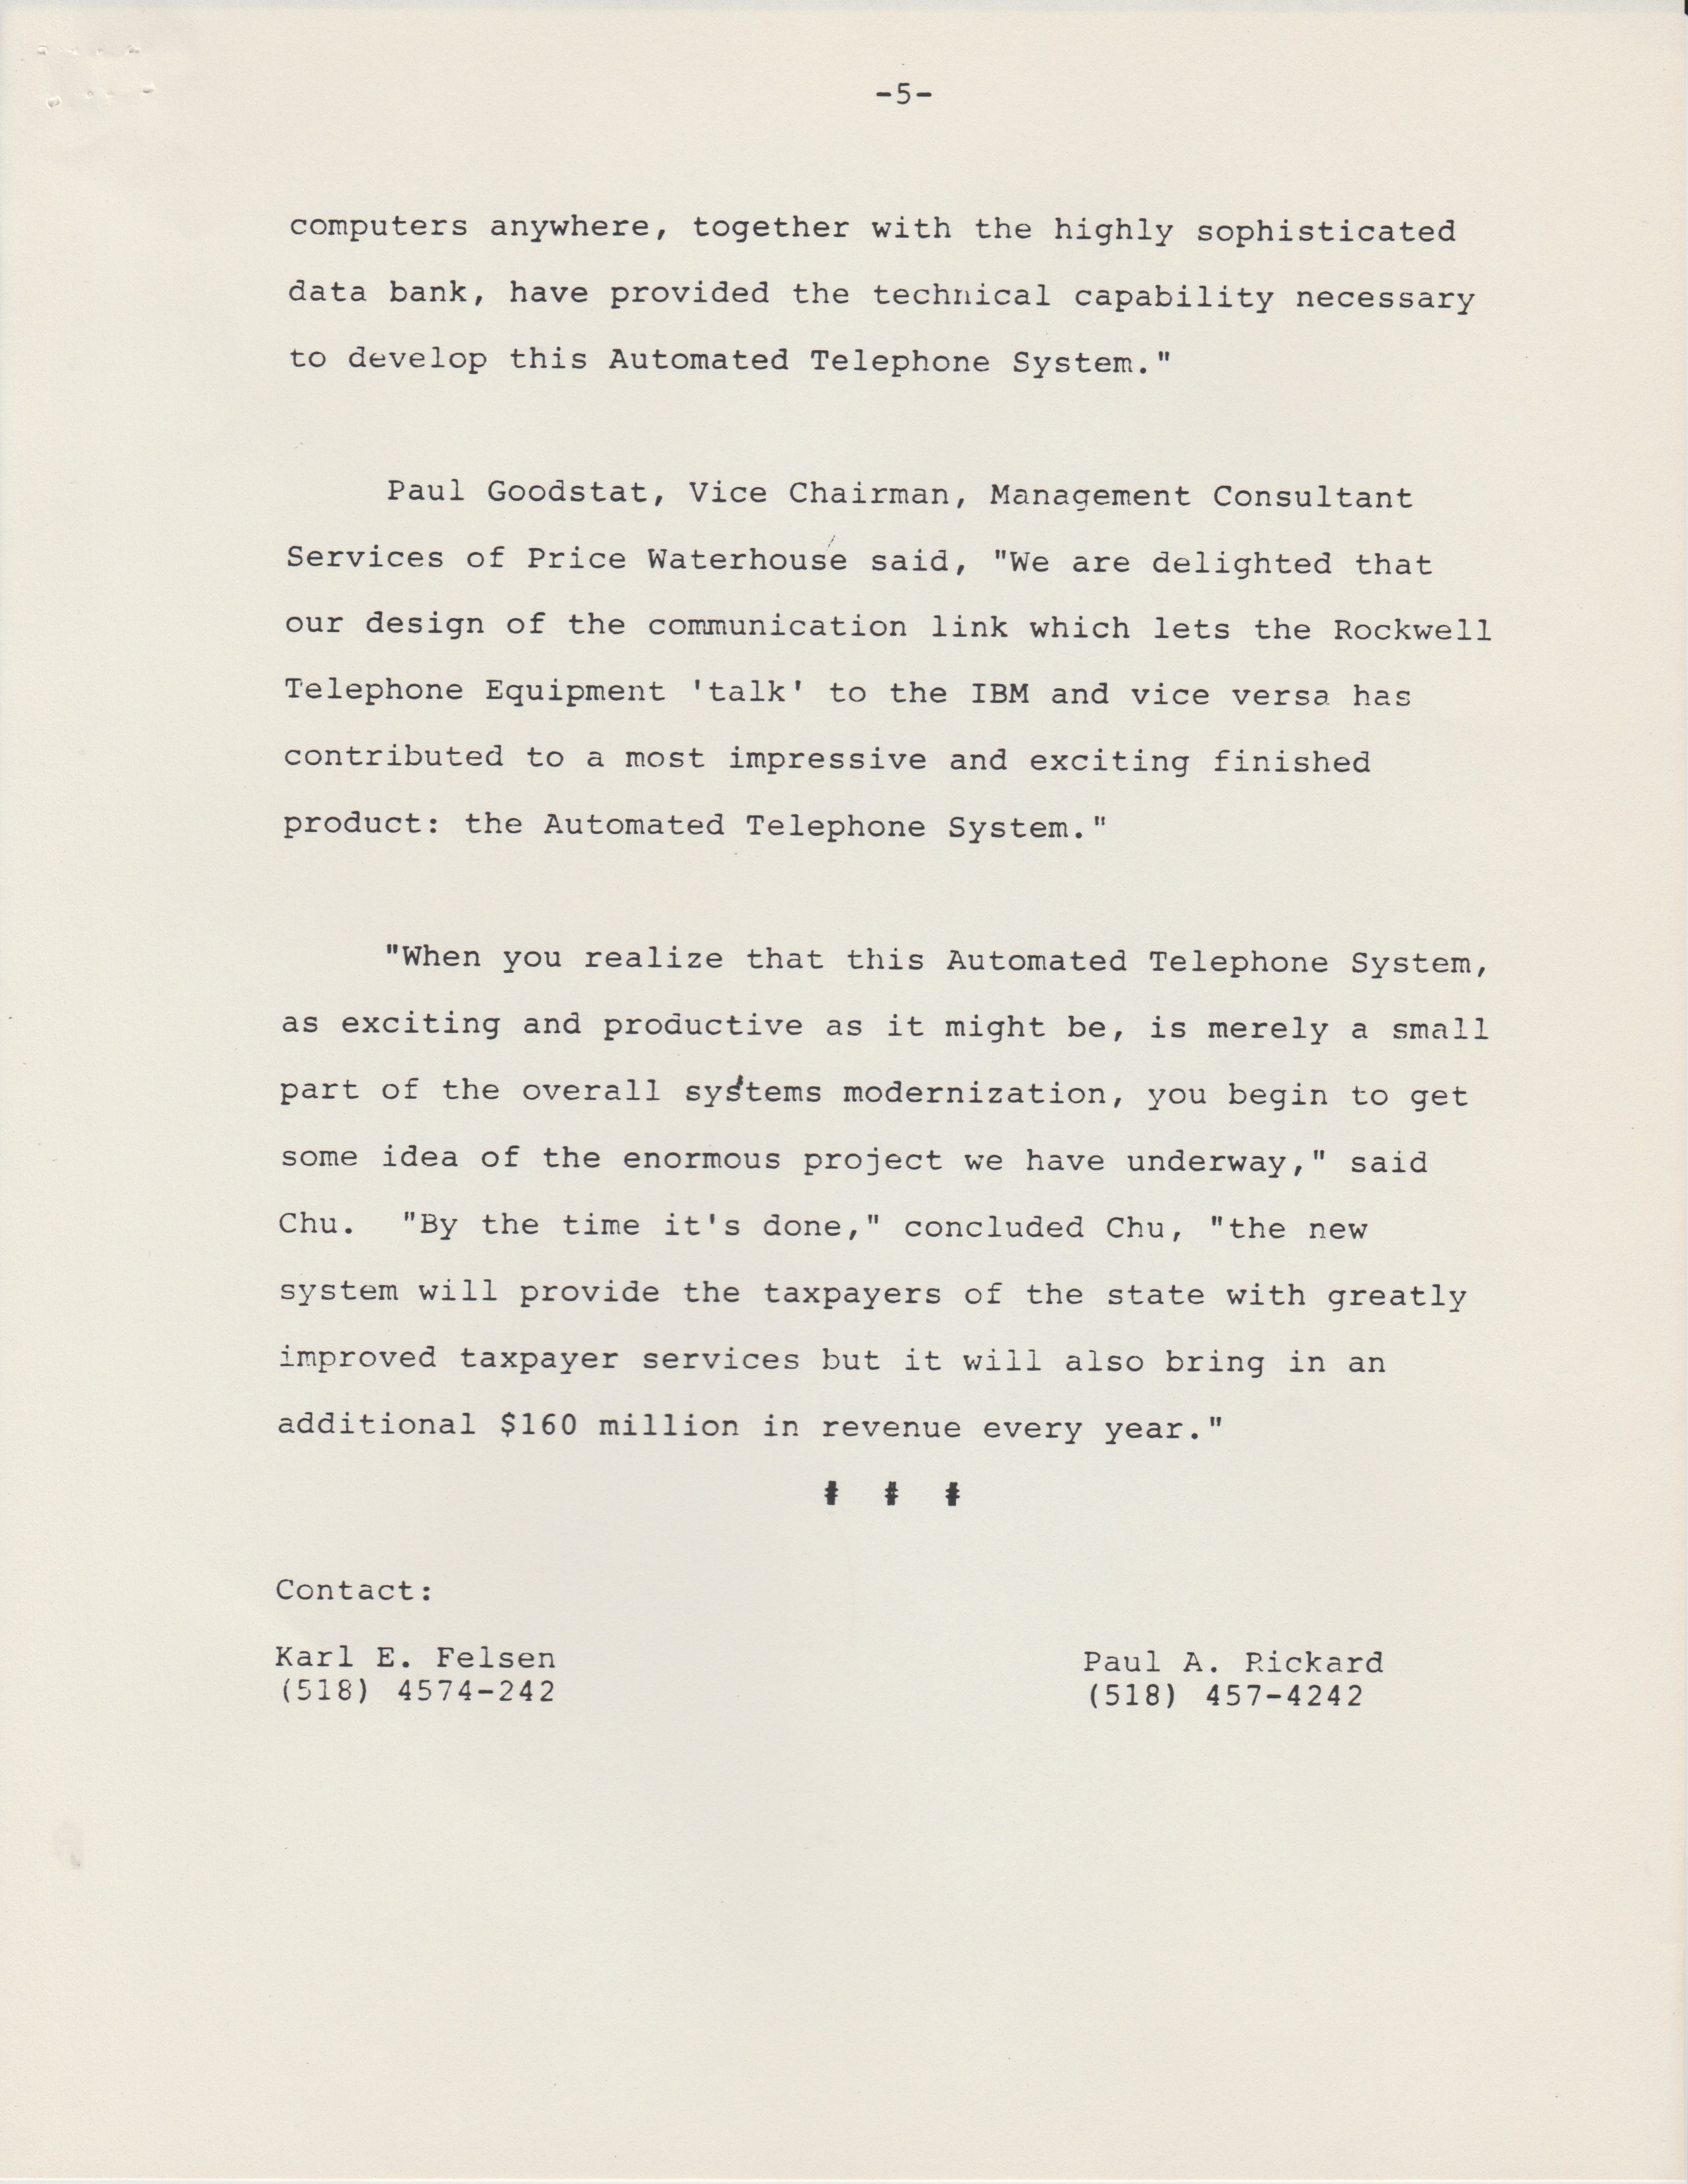 -5-
computers anywhere, together with the highly sophisticated
data bank, have provided the technical capability necessary
to develop this Automated Telephone System."
Paul Goodstat, Vice Chairman, Management Consultant
Services of Price Waterhouse said, "We are delighted that
our design of the communication link which lets the Rockwell
Telephone Equipment 'talk' to the IBM and vice versa has
contributed to a most impressive and exciting finished
product: the Automated Telephone System."
"When you realize that this Automated Telephone System,
as exciting and productive as it might be, is merely a small
part of the overall systems modernization, you begin to get
some idea of the enormous project we have underway," said
Chu.  "By the time it's done," concluded Chu, "the new
system will provide the taxpayers of the state with greatly
improved taxpayer services but it will also bring in an
additional $160 million in revenue every year."
# # #
Contact:
Karl E. Felsen
(518) 4574-242
Paul A. Rickard
(518) 457-4242